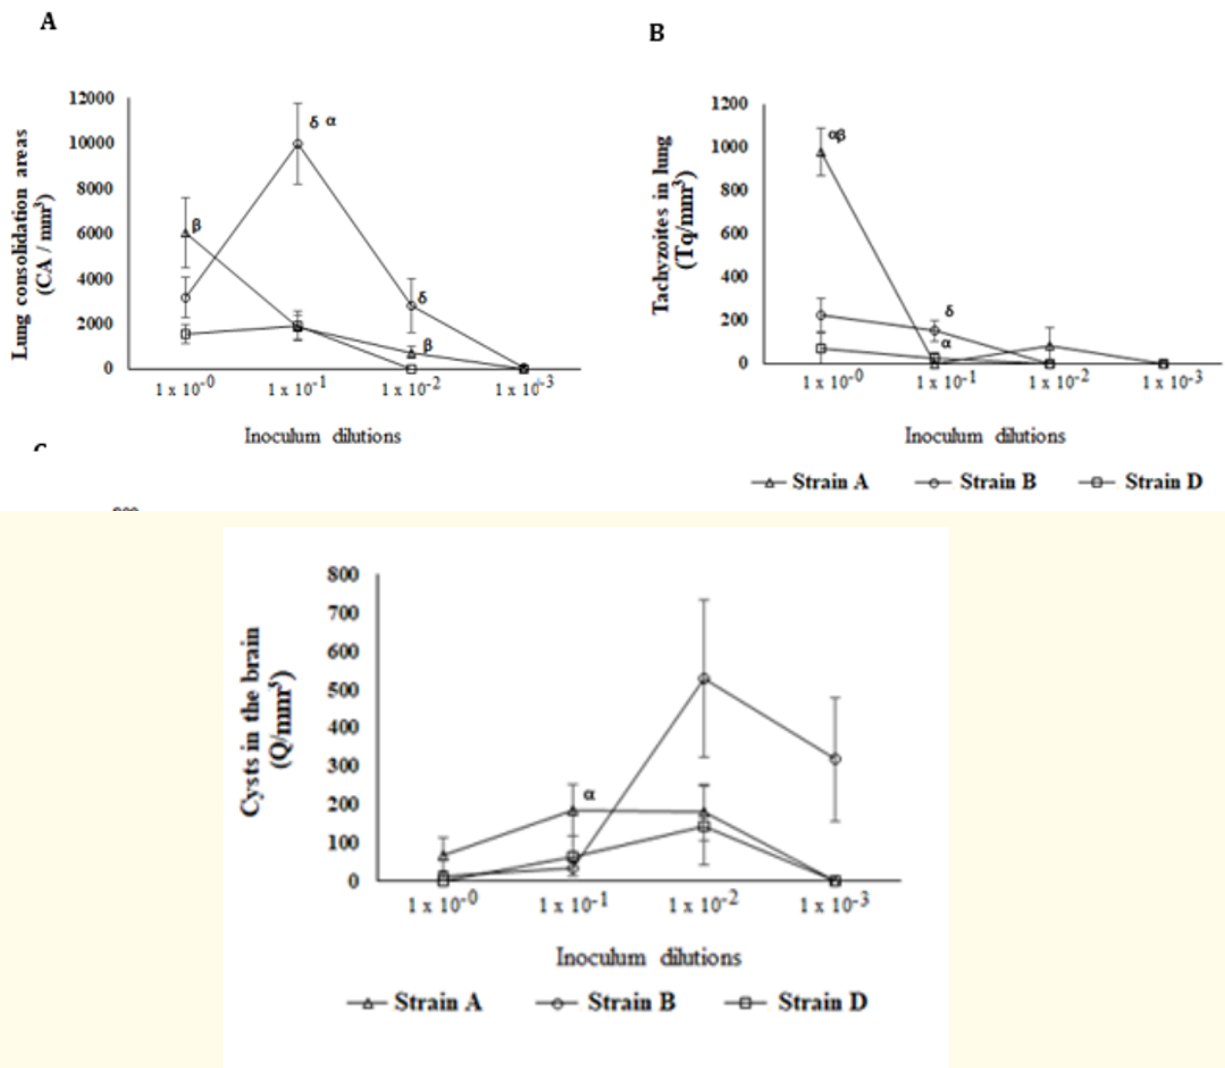 A
B
12000
10000
8000
6000
4000
2000
0
Lung consolidation areas
(CA / mm³)
δ α
β
δ
β
1 x 10⁻⁰ 1 x 10⁻¹ 1 x 10⁻² 1 x 10⁻³
Inoculum dilutions
1200
1000
800
600
400
200
0
Tachyzoites in lung
(Tq/mm³)
αβ
δ
α
1 x 10⁻⁰ 1 x 10⁻¹ 1 x 10⁻² 1 x 10⁻³
Inoculum dilutions
Strain A Strain B Strain D
800
700
600
500
400
300
200
100
0
Cysts in the brain
(Q/mm³)
α
1 x 10⁻⁰ 1 x 10⁻¹ 1 x 10⁻² 1 x 10⁻³
Inoculum dilutions
Strain A Strain B Strain D